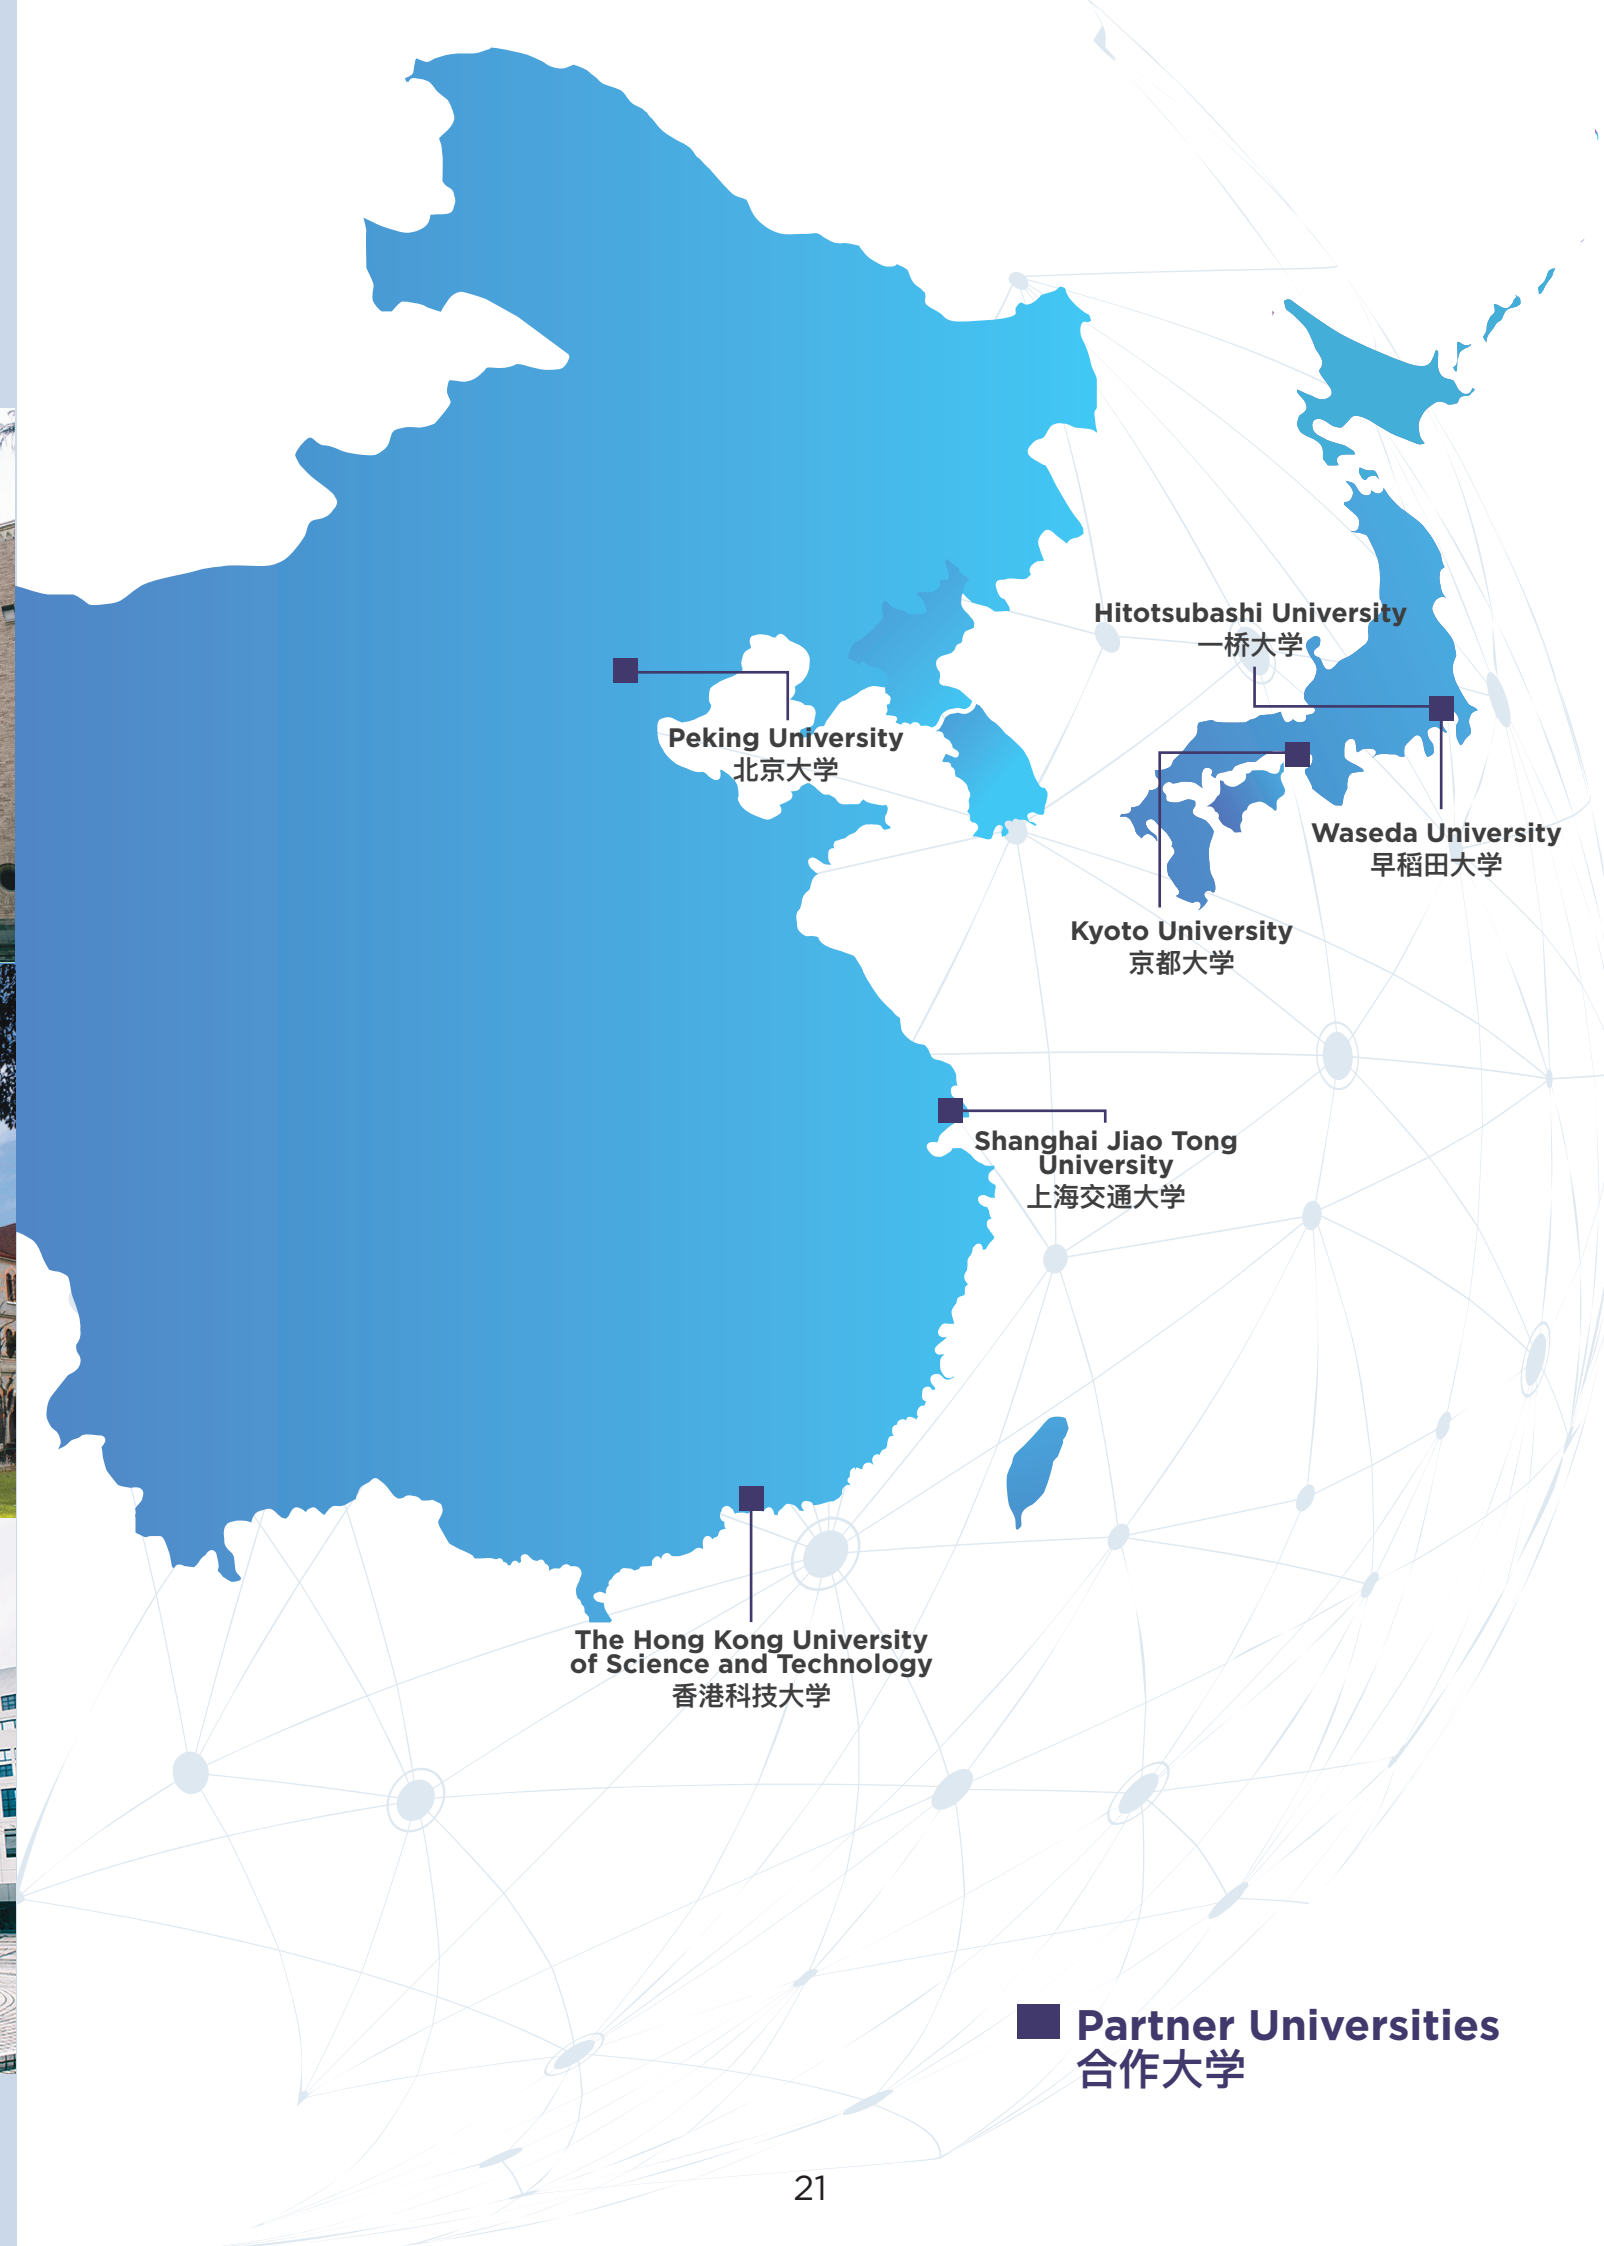 Hitotsubashi University
一桥大学
Peking University
北京大学
Waseda University
早稻田大学
Kyoto University
京都大学
Shanghai Jiao Tong
University
上海交通大学
The Hong Kong University
of Science and Technology
香港科技大学
Partner Universities
合作大学
21